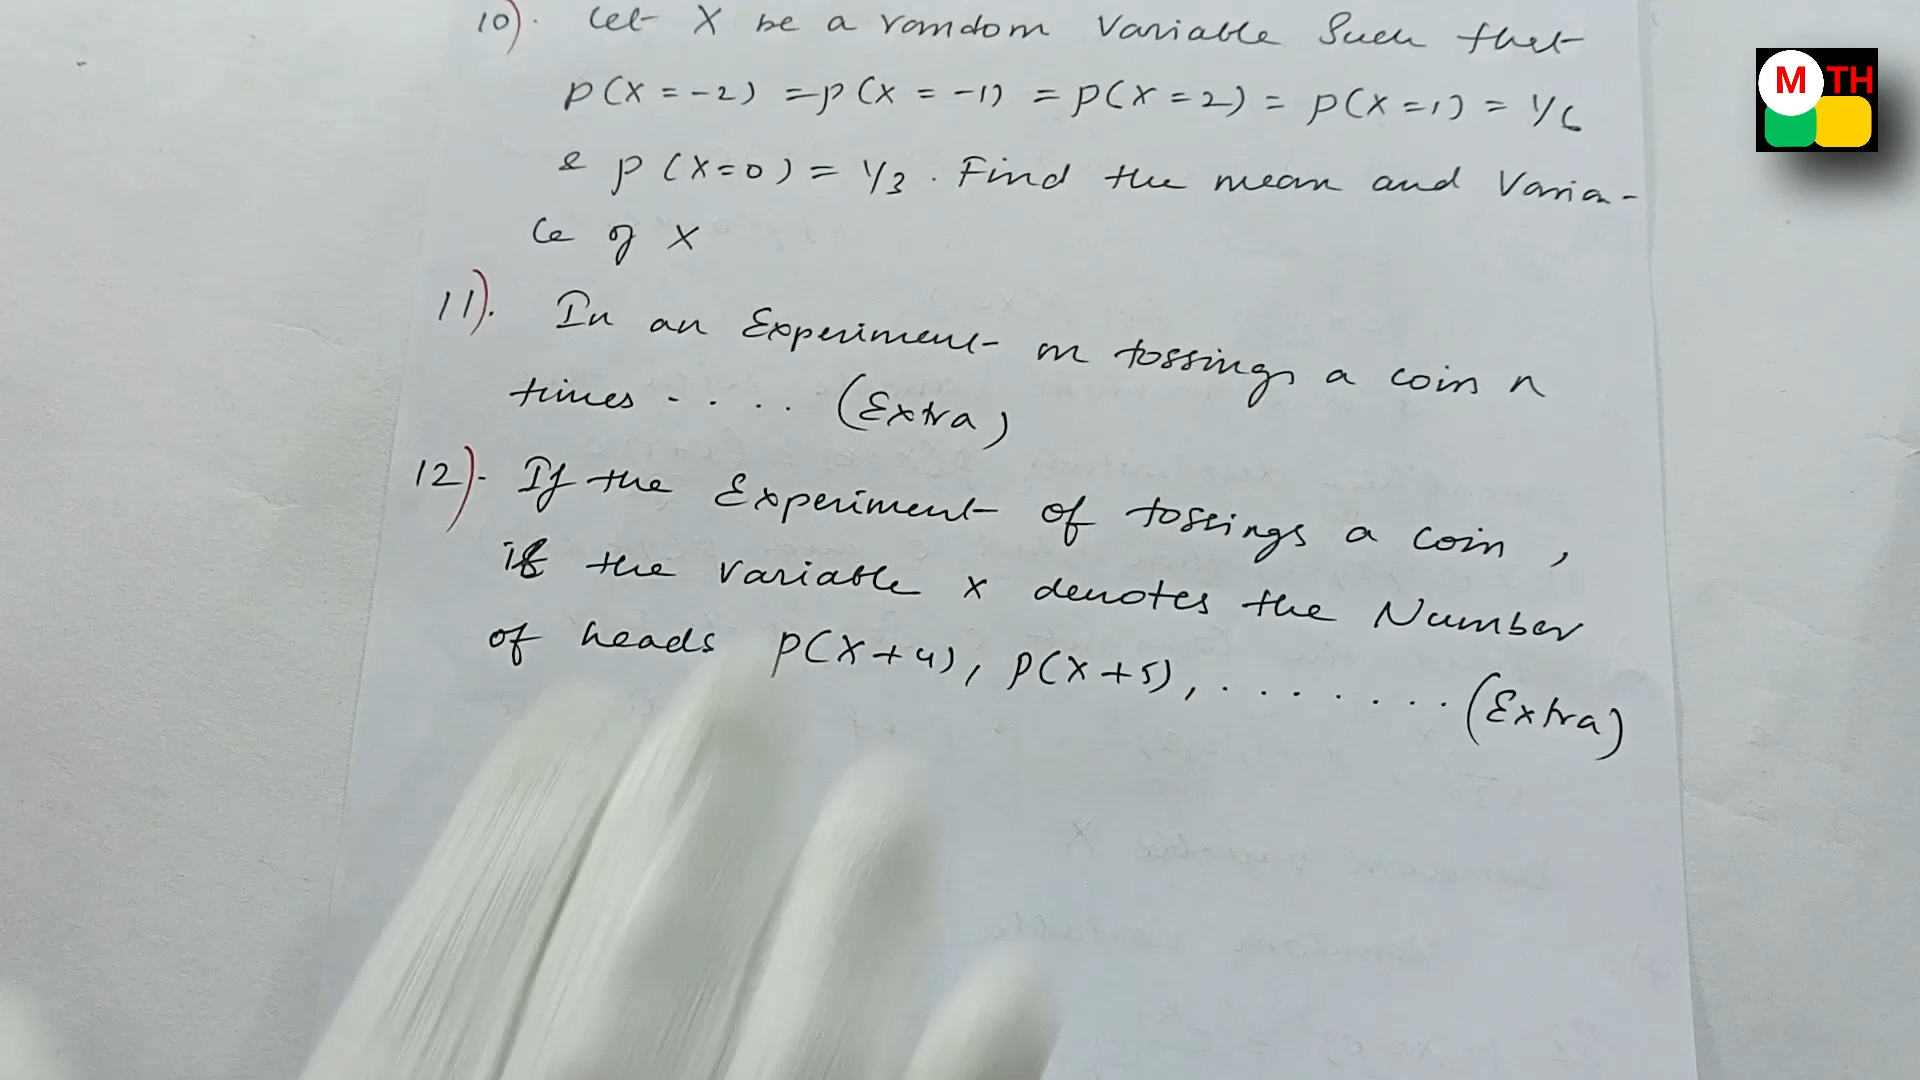 10). Let X be a random Variable Such that
P(X = -2) = P(X = -1) = P(X = 2) = P(X = 1) = 1/6
& P(X=0) = 1/3. Find the mean and Varian-
ce of X
11). In an Experiment on tossings a coin n
times - . . . . (Extra)
12). If the Experiment of tossings a coin,
if the variable x denotes the Number
of heads P(X+4), P(X+5), . . . . . . . . (Extra)
M TH